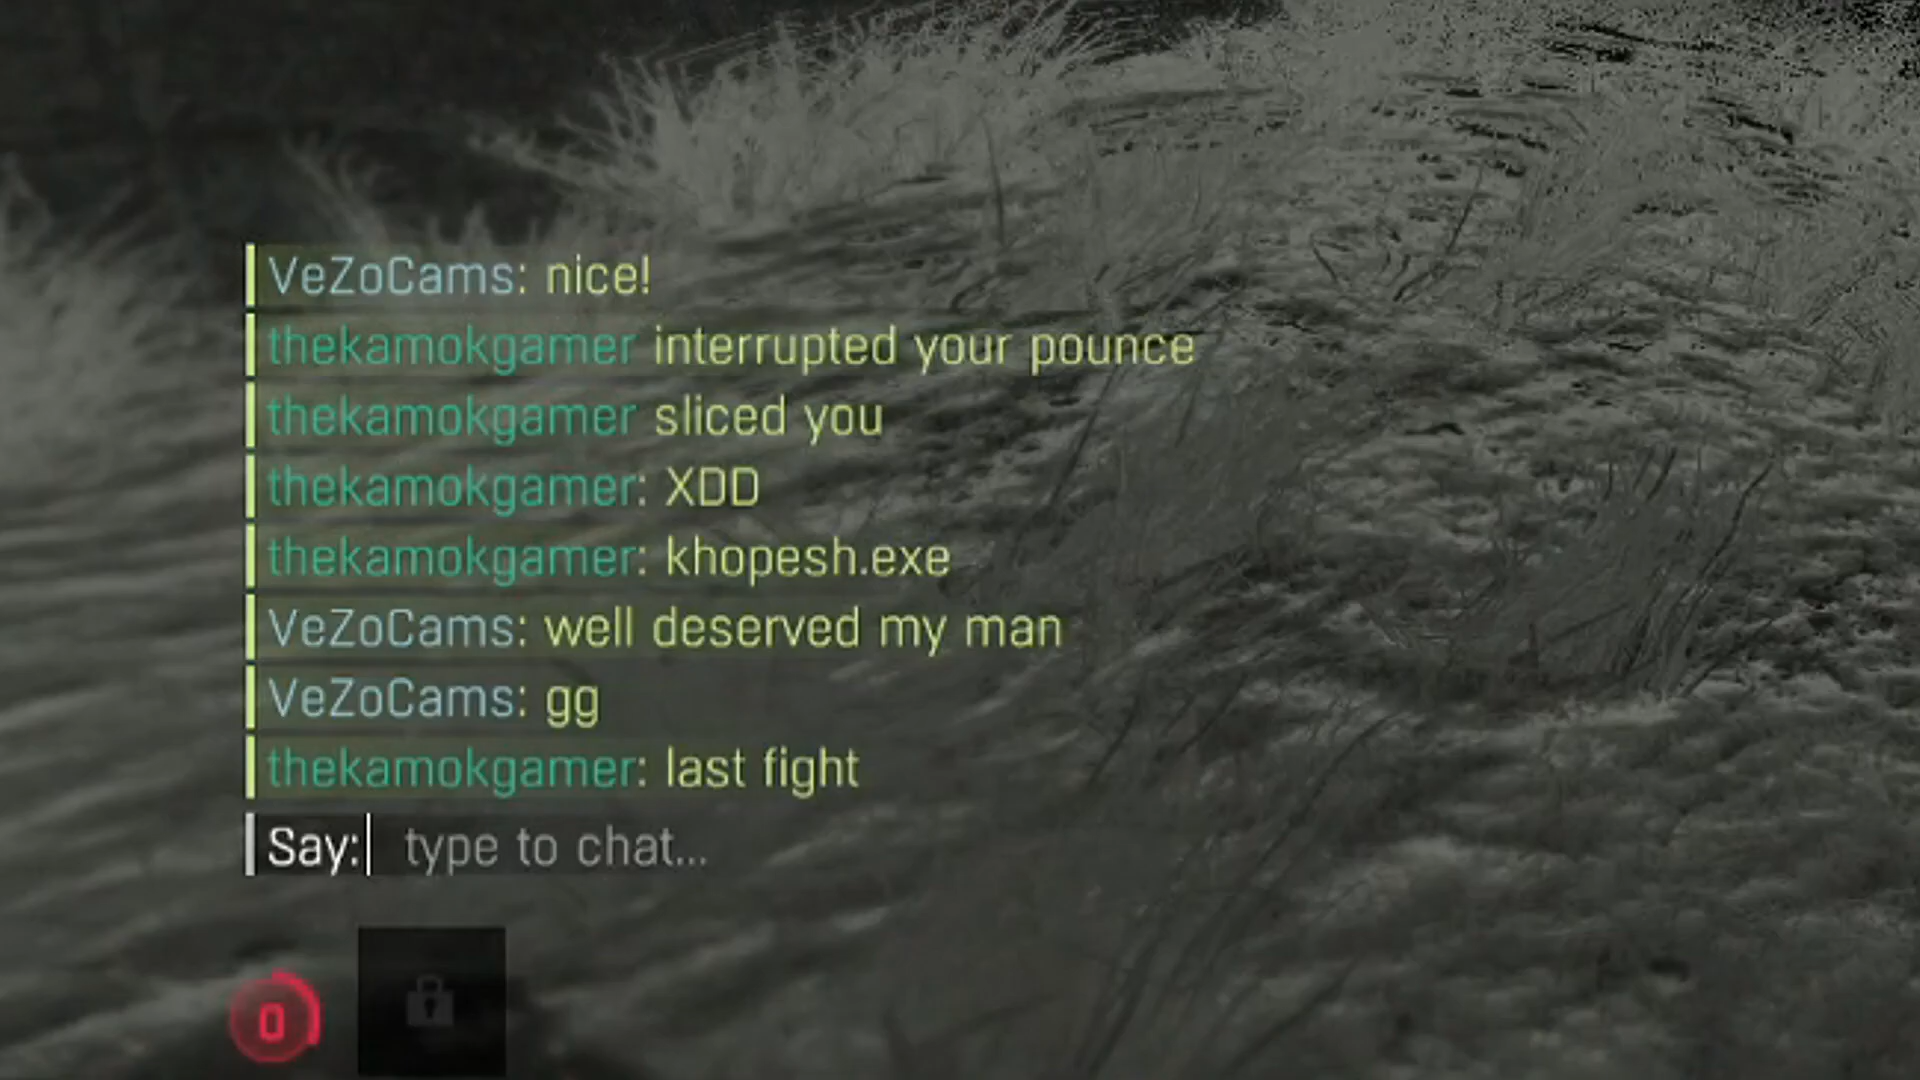 VeZoCams: nice!
thekamokgamer interrupted your pounce
thekamokgamer sliced you
thekamokgamer: XDD
thekamokgamer: khopesh.exe
VeZoCams: well deserved my man
VeZoCams: gg
thekamokgamer: last fight
Say: type to chat...
0